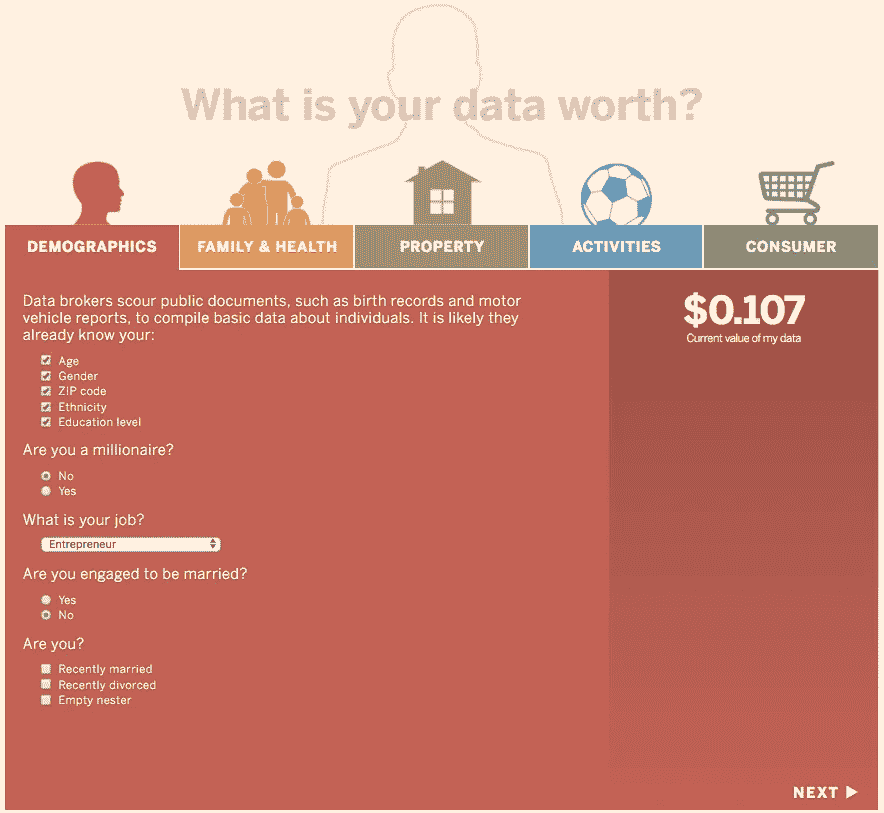 What is your data worth?
DEMOGRAPHICS
FAMILY & HEALTH
PROPERTY
ACTIVITIES
CONSUMER
Data brokers scour public documents, such as birth records and motor
vehicle reports, to compile basic data about individuals. It is likely they
already know your:
Age
Gender
ZIP code
Ethnicity
Education level
Are you a millionaire?
No
Yes
What is your job?
Entrepreneur
Are you engaged to be married?
Yes
No
Are you?
Recently married
Recently divorced
Empty nester
$0.107
Current value of my data
NEXT